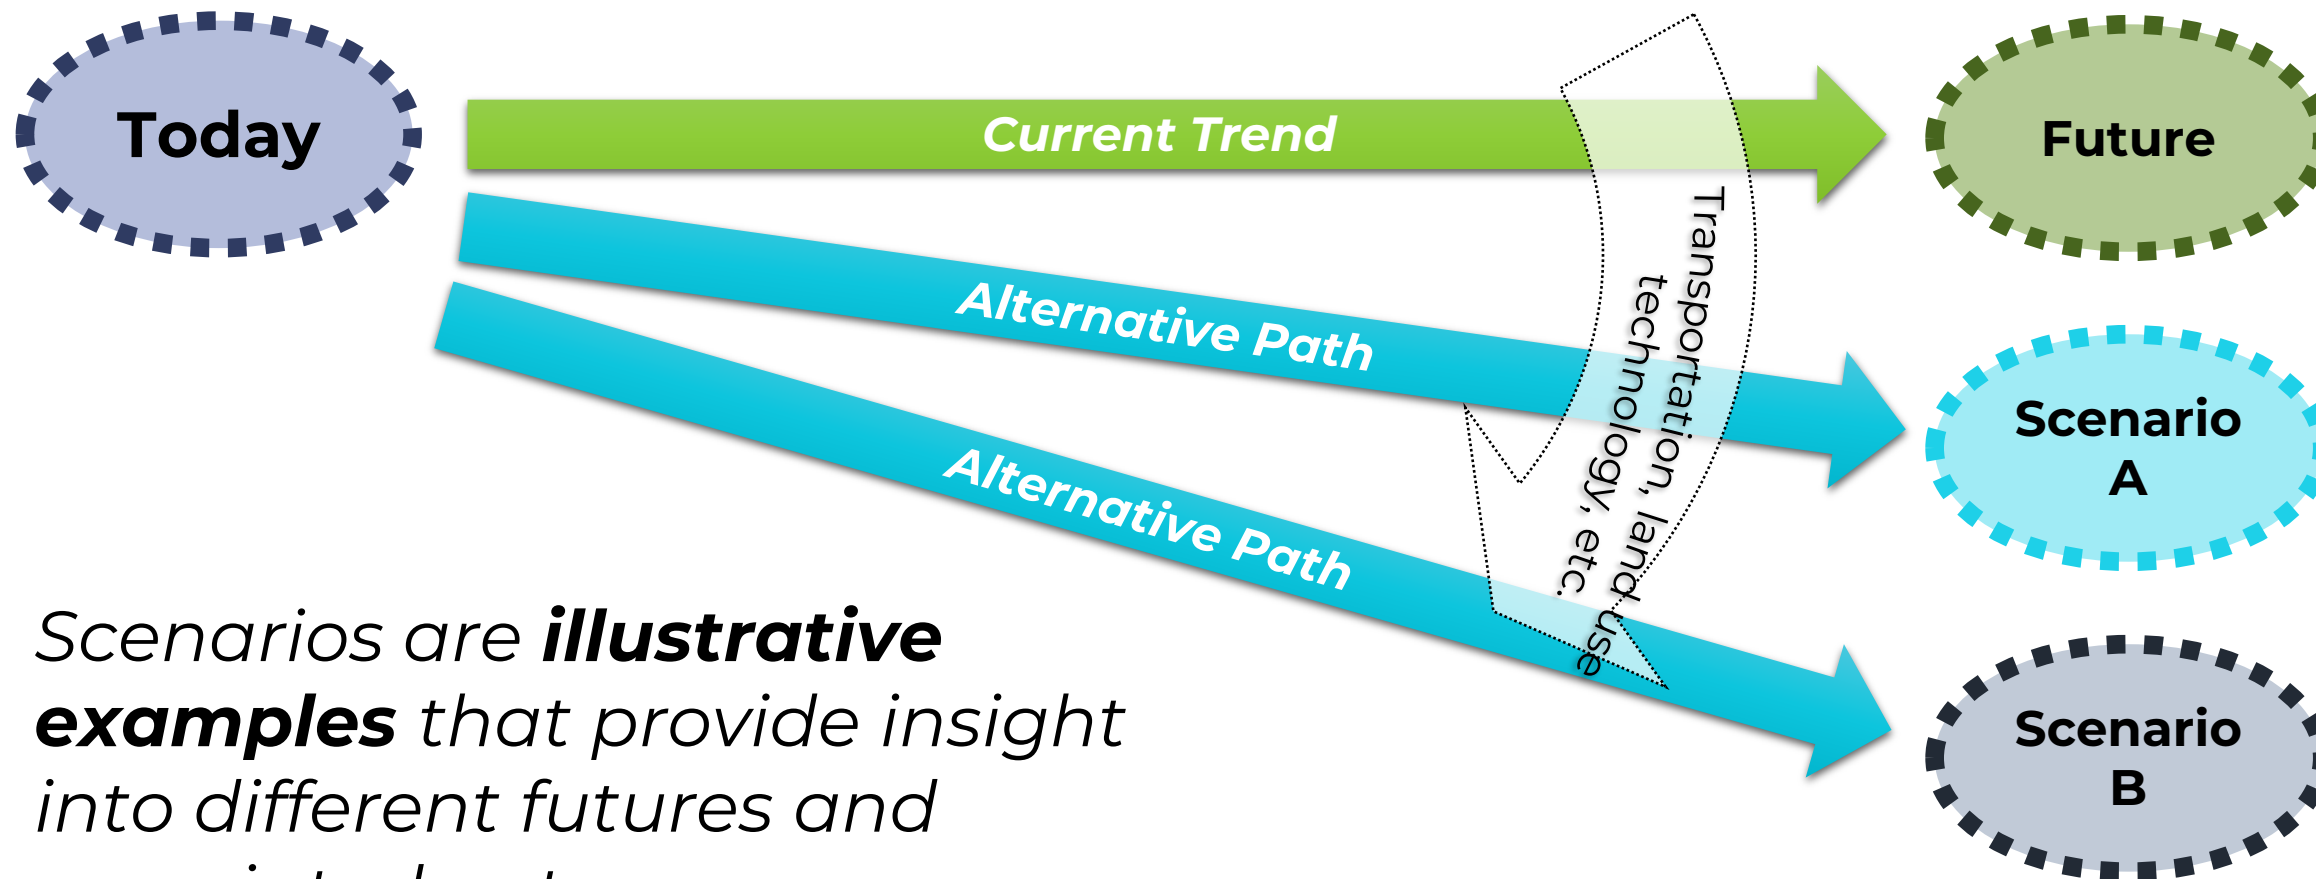 Today
Current Trend
Future
Alternative Path
Scenario
A
Alternative Path
Scenario
B
Transportation, land use
technology, etc.
Scenarios are illustrative
examples that provide insight
into different futures and